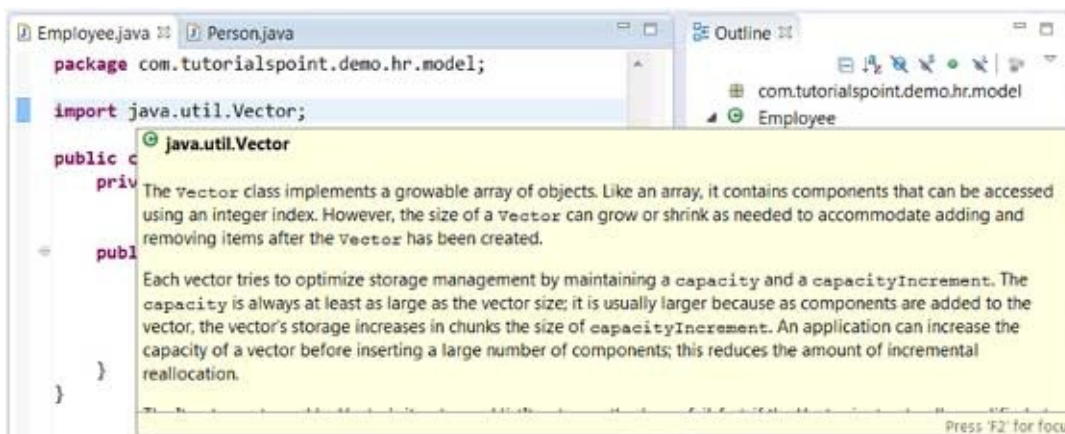 Employee.java
Person.java
Outline
package com.tutorialspoint.demo.hr.model;
import java.util.Vector;
public c
priv
publ
}
}
com.tutorialspoint.demo.hr.model
Employee
java.util.Vector
The Vector class implements a growable array of objects. Like an array, it contains components that can be accessed
using an integer index. However, the size of a Vector can grow or shrink as needed to accommodate adding and
removing items after the Vector has been created.
Each vector tries to optimize storage management by maintaining a capacity and a capacityIncrement. The
capacity is always at least as large as the vector size; it is usually larger because as components are added to the
vector, the vector's storage increases in chunks the size of capacityIncrement. An application can increase the
capacity of a vector before inserting a large number of components; this reduces the amount of incremental
reallocation.
Press 'F2' for focu